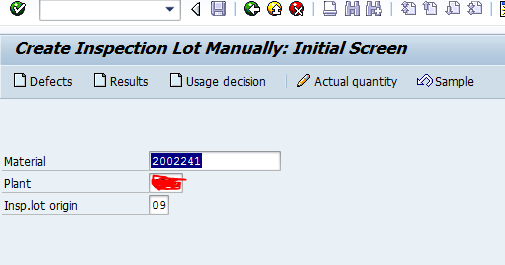 Create Inspection Lot Manually: Initial Screen
Defects Results Usage decision Actual quantity Sample
Material 2002241
Plant
Insp.lot origin 09